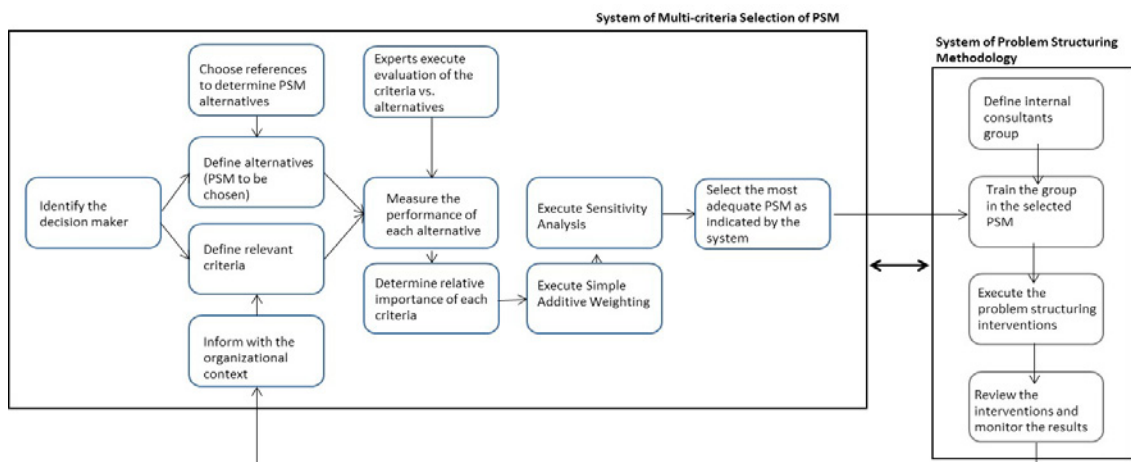 System of Multi-criteria Selection of PSM
System of Problem Structuring
Methodology
Choose references
to determine PSM
alternatives
Experts execute
evaluation of the
criteria vs.
alternatives
Define internal
consultants
group
Identify the
decision maker
Define alternatives
(PSM to be
chosen)
Define relevant
criteria
Inform with the
organizational
context
Measure the
performance of
each alternative
Determine relative
importance of each
criteria
Execute Sensitivity
Analysis
Execute Simple
Additive Weighting
Select the most
adequate PSM as
indicated by the
system
Train the group
in the selected
PSM
Execute the
problem structuring
interventions
Review the
interventions and
monitor the results